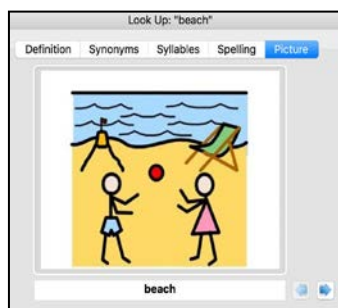 Look Up: "beach"
Definition Synonyms Syllables Spelling Picture
beach